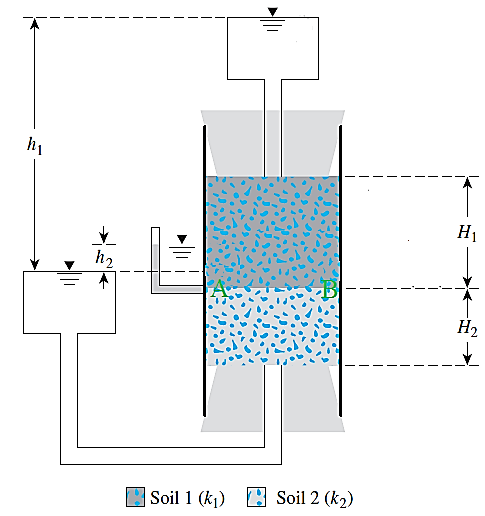 h₁
h₂
H₁
A B
H₂
Soil 1 (k₁) Soil 2 (k₂)